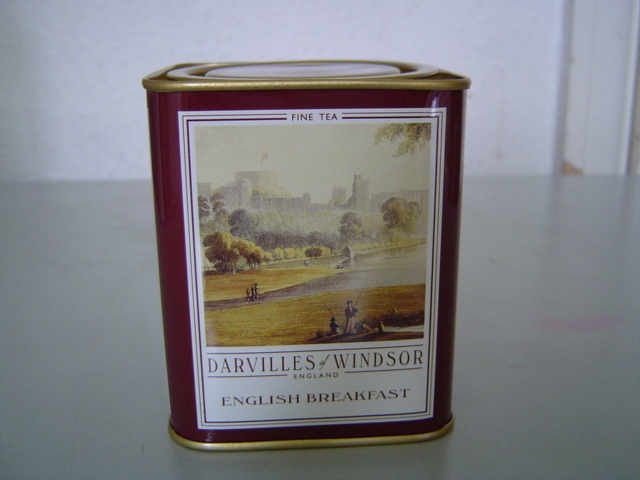 FINE TEA
DARVILLES of WINDSOR
ENGLAND
ENGLISH BREAKFAST